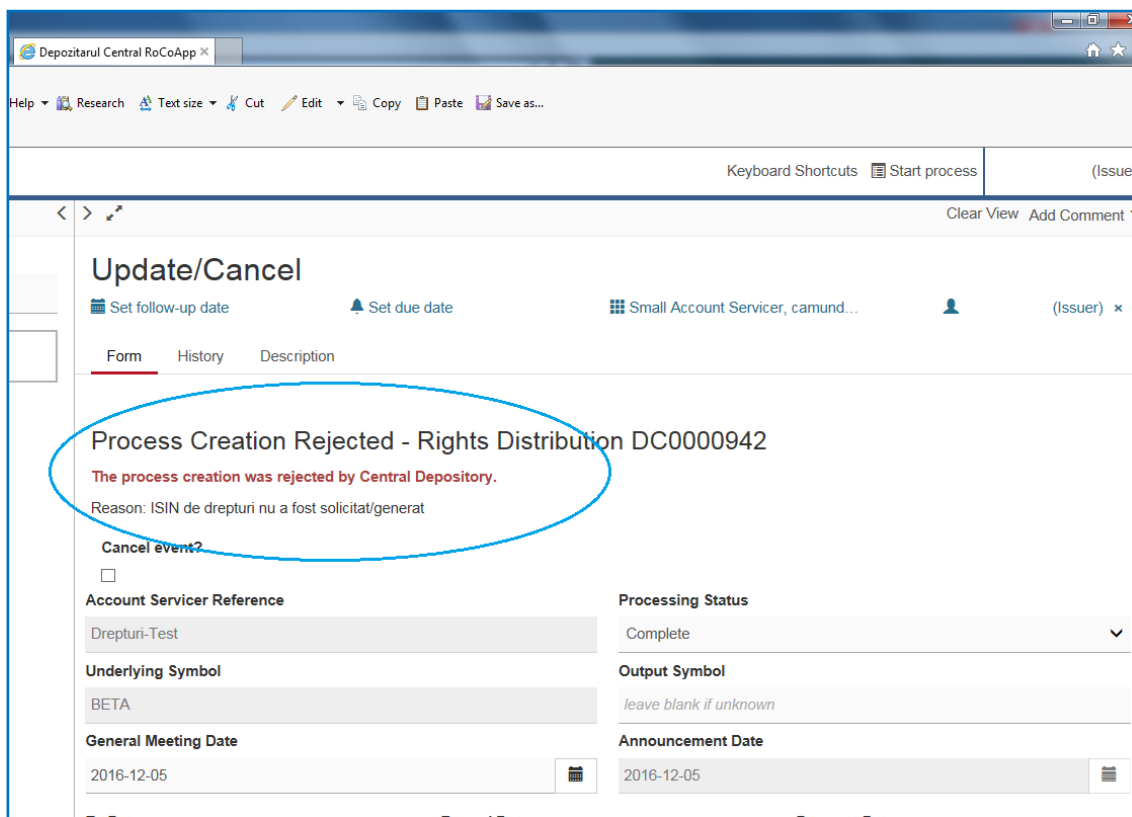 Depozitarul Central RoCoApp ×
Help Research Text size Cut Edit Copy Paste Save as...
Keyboard Shortcuts Start process (Issue
Clear View Add Comment
Update/Cancel
Set follow-up date Set due date Small Account Servicer, camund... (Issuer) ×
Form History Description
Process Creation Rejected - Rights Distribution DC0000942
The process creation was rejected by Central Depository.
Reason: ISIN de drepturi nu a fost solicitat/generat
Cancel event?
Account Servicer Reference Processing Status
Drepturi-Test Complete
Underlying Symbol Output Symbol
BETA leave blank if unknown
General Meeting Date Announcement Date
2016-12-05 2016-12-05